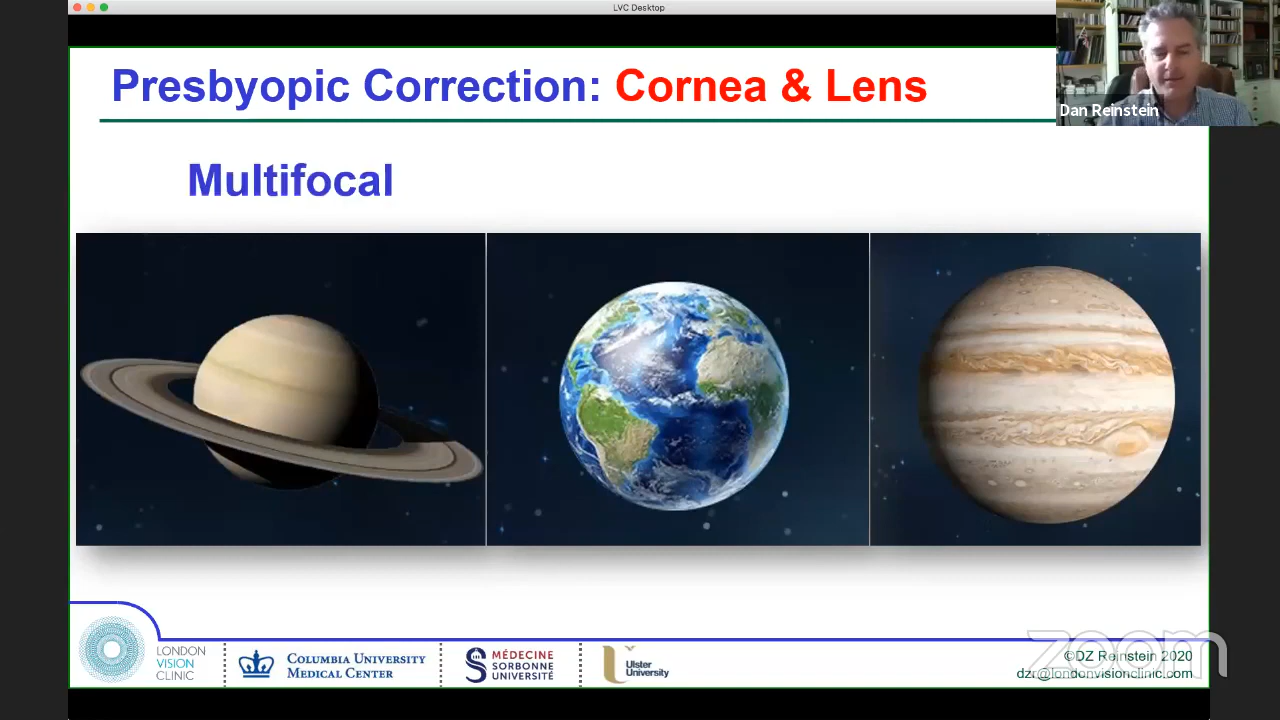 LVC Desktop
Presbyopic Correction: Cornea & Lens
Dan Reinstein
Multifocal
LONDON
VISION
CLINIC
COLUMBIA UNIVERSITY
MEDICAL CENTER
MÉDECINE
SORBONNE
UNIVERSITÉ
Ulster
University
©DZ Reinstein 2020
dzr@londonvisionclinic.com
zoom